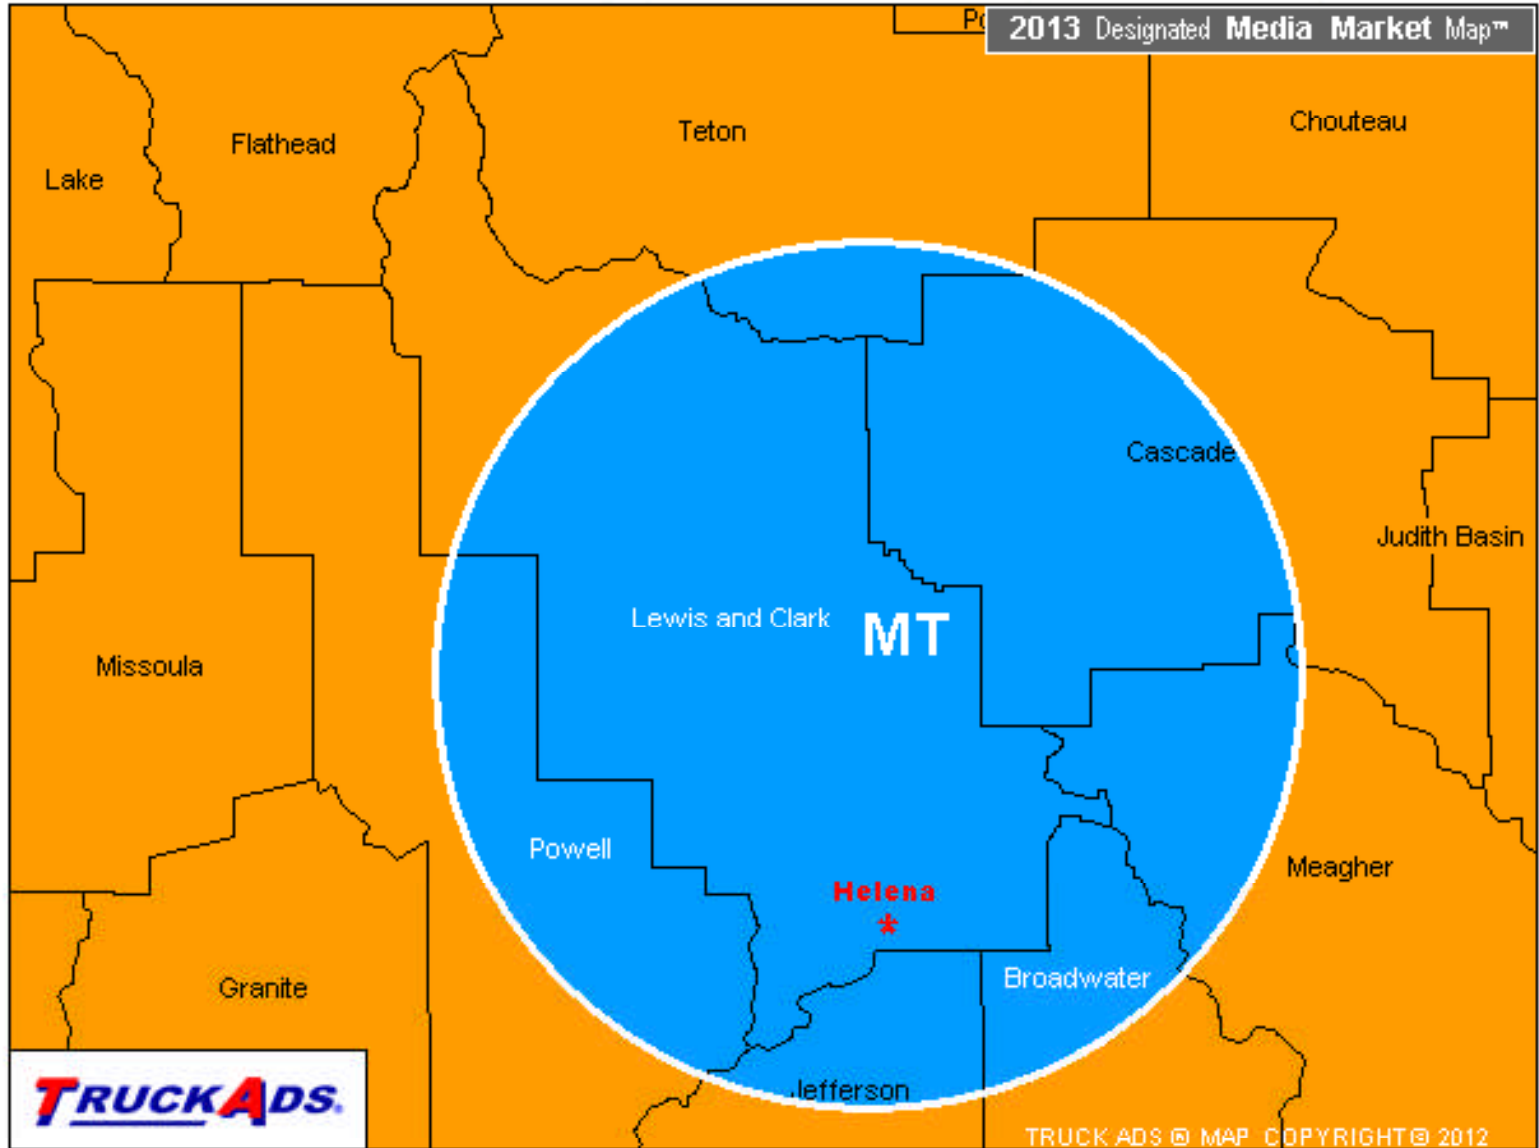 2013 Designated Media Market Map™
Chouteau
Teton
Flathead
Lake
Cascade
Judith Basin
Lewis and Clark
MT
Missoula
Powell
Meagher
Helena
*
Broadwater
Granite
Jefferson
TRUCKADS.
TRUCK ADS ® MAP COPYRIGHT © 2012